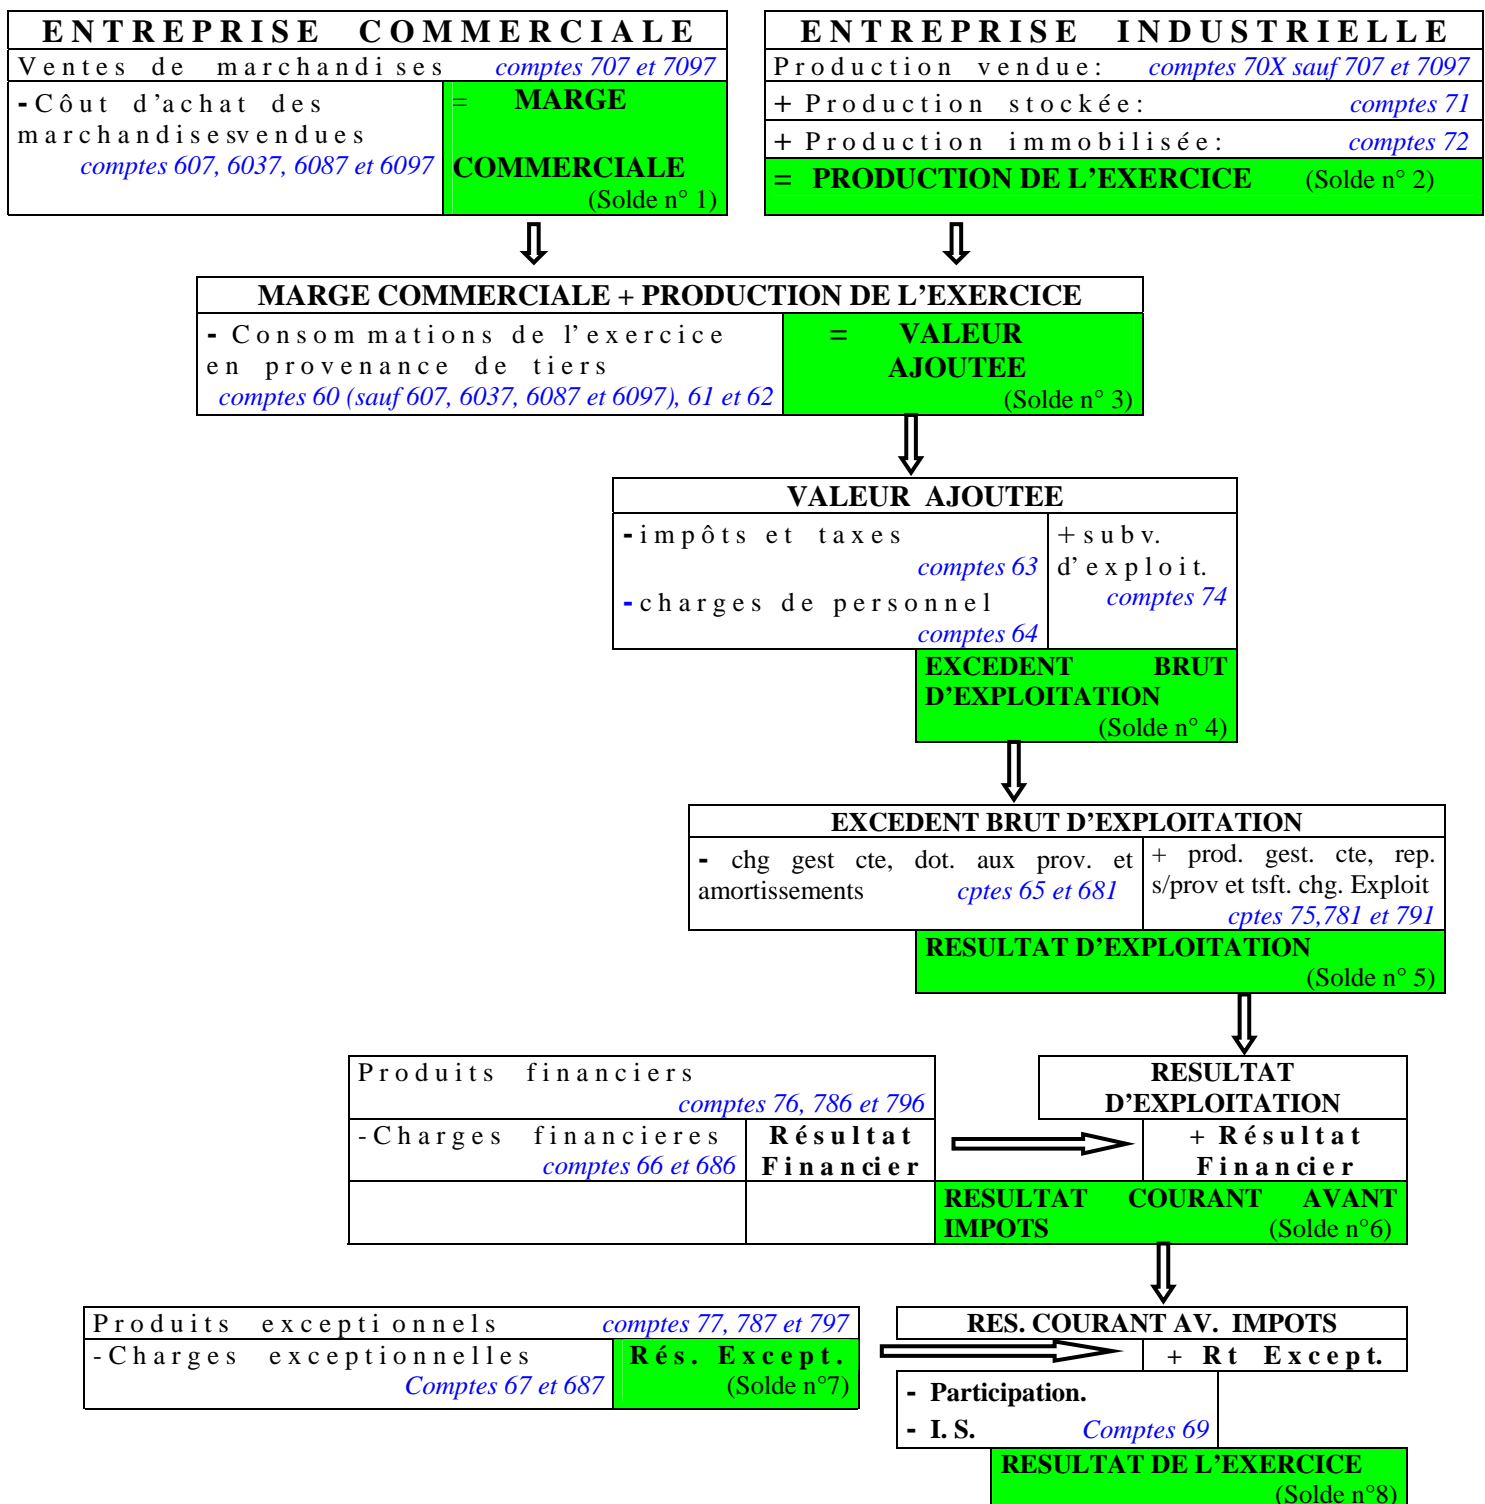 ENTREPRISE COMMERCIALE
Ventes de marchandises comptes 707 et 7097
-Côut d'achat des
marchandisesvendues
comptes 607, 6037, 6087 et 6097
= MARGE
COMMERCIALE
(Solde n° 1)
ENTREPRISE INDUSTRIELLE
Production vendue: comptes 70X sauf 707 et 7097
+ Production stockée: comptes 71
+ Production immobilisée: comptes 72
= PRODUCTION DE L'EXERCICE (Solde n° 2)
MARGE COMMERCIALE + PRODUCTION DE L'EXERCICE
- Consommations de l'exercice
en provenance de tiers
comptes 60 (sauf 607, 6037, 6087 et 6097), 61 et 62
= VALEUR
AJOUTEE
(Solde n° 3)
VALEUR AJOUTEE
-impôts et taxes
comptes 63
-charges de personnel
comptes 64
+subv.
d'exploit.
comptes 74
EXCEDENT BRUT
D'EXPLOITATION
(Solde n° 4)
EXCEDENT BRUT D'EXPLOITATION
- chg gest cte, dot. aux prov. et
amortissements cptes 65 et 681
+ prod. gest. cte, rep.
s/prov et tsft. chg. Exploit
cptes 75,781 et 791
RESULTAT D'EXPLOITATION
(Solde n° 5)
Produits financiers
comptes 76, 786 et 796
-Charges financieres
comptes 66 et 686
Résultat
Financier
RESULTAT
D'EXPLOITATION
+ Résultat
Financier
RESULTAT COURANT AVANT
IMPOTS (Solde n°6)
Produits exceptionnels comptes 77, 787 et 797
-Charges exceptionnelles
Comptes 67 et 687
Rés. Except.
(Solde n°7)
RES. COURANT AV. IMPOTS
+ Rt Except.
- Participation.
- I. S. Comptes 69
RESULTAT DE L'EXERCICE
(Solde n°8)